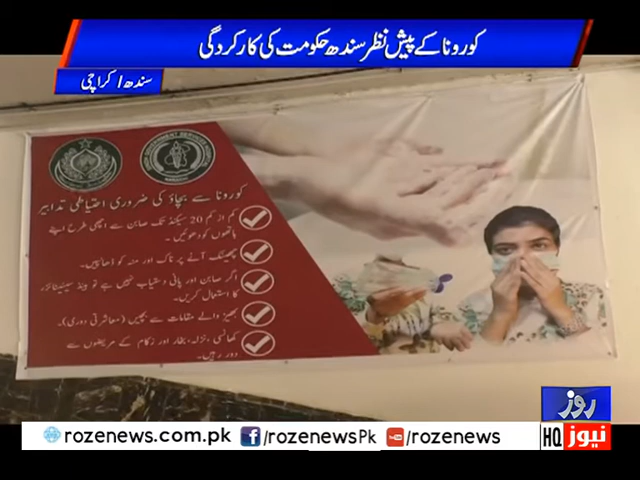 کورونا کے پیش نظر سندھ حکومت کی کارکردگی
سندھ / کراچی
کورونا سے بچاؤ کی ضروری احتیاطی تدابیر
کم از کم 20 سیکنڈ تک صابن سے اچھی طرح اپنے
ہاتھوں کو دھوئیں۔
چھینک آنے پر ناک اور منہ کو ڈھانپیں۔
اگر صابن اور پانی دستیاب نہیں ہے تو ہینڈ سینیٹائزر
کا استعمال کریں۔
بھیڑ والے مقامات سے بچیں (معاشرتی دوری)۔
کھانسی، نزلہ، بخار اور زکام کے مریضوں سے
دور رہیں۔
روز
نیوز HQ
rozenews.com.pk /rozenewsPk /rozenews